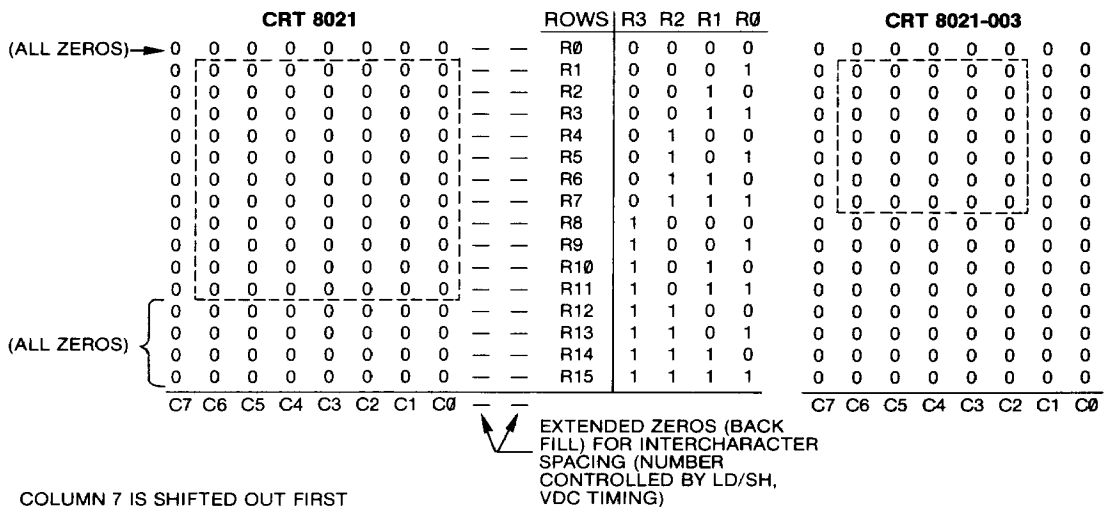 CRT 8021 ROWS R3 R2 R1 R0 CRT 8021-003
(ALL ZEROS) 0 0 0 0 0 0 0 0 — — R0 0 0 0 0 0 0 0 0 0 0 0 0
0 0 0 0 0 0 0 0 — — R1 0 0 0 1 0 0 0 0 0 0 0 0
0 0 0 0 0 0 0 0 — — R2 0 0 1 0 0 0 0 0 0 0 0 0
0 0 0 0 0 0 0 0 — — R3 0 0 1 1 0 0 0 0 0 0 0 0
0 0 0 0 0 0 0 0 — — R4 0 1 0 0 0 0 0 0 0 0 0 0
0 0 0 0 0 0 0 0 — — R5 0 1 0 1 0 0 0 0 0 0 0 0
0 0 0 0 0 0 0 0 — — R6 0 1 1 0 0 0 0 0 0 0 0 0
0 0 0 0 0 0 0 0 — — R7 0 1 1 1 0 0 0 0 0 0 0 0
0 0 0 0 0 0 0 0 — — R8 1 0 0 0 0 0 0 0 0 0 0 0
0 0 0 0 0 0 0 0 — — R9 1 0 0 1 0 0 0 0 0 0 0 0
0 0 0 0 0 0 0 0 — — R10 1 0 1 0 0 0 0 0 0 0 0 0
0 0 0 0 0 0 0 0 — — R11 1 0 1 1 0 0 0 0 0 0 0 0
0 0 0 0 0 0 0 0 — — R12 1 1 0 0 0 0 0 0 0 0 0 0
(ALL ZEROS) 0 0 0 0 0 0 0 0 — — R13 1 1 0 1 0 0 0 0 0 0 0 0
0 0 0 0 0 0 0 0 — — R14 1 1 1 0 0 0 0 0 0 0 0 0
0 0 0 0 0 0 0 0 — — R15 1 1 1 1 0 0 0 0 0 0 0 0
C7 C6 C5 C4 C3 C2 C1 C0 — — C7 C6 C5 C4 C3 C2 C1 C0
EXTENDED ZEROS (BACK
FILL) FOR INTERCHARACTER
SPACING (NUMBER
CONTROLLED BY LD/SH,
VDC TIMING)
COLUMN 7 IS SHIFTED OUT FIRST